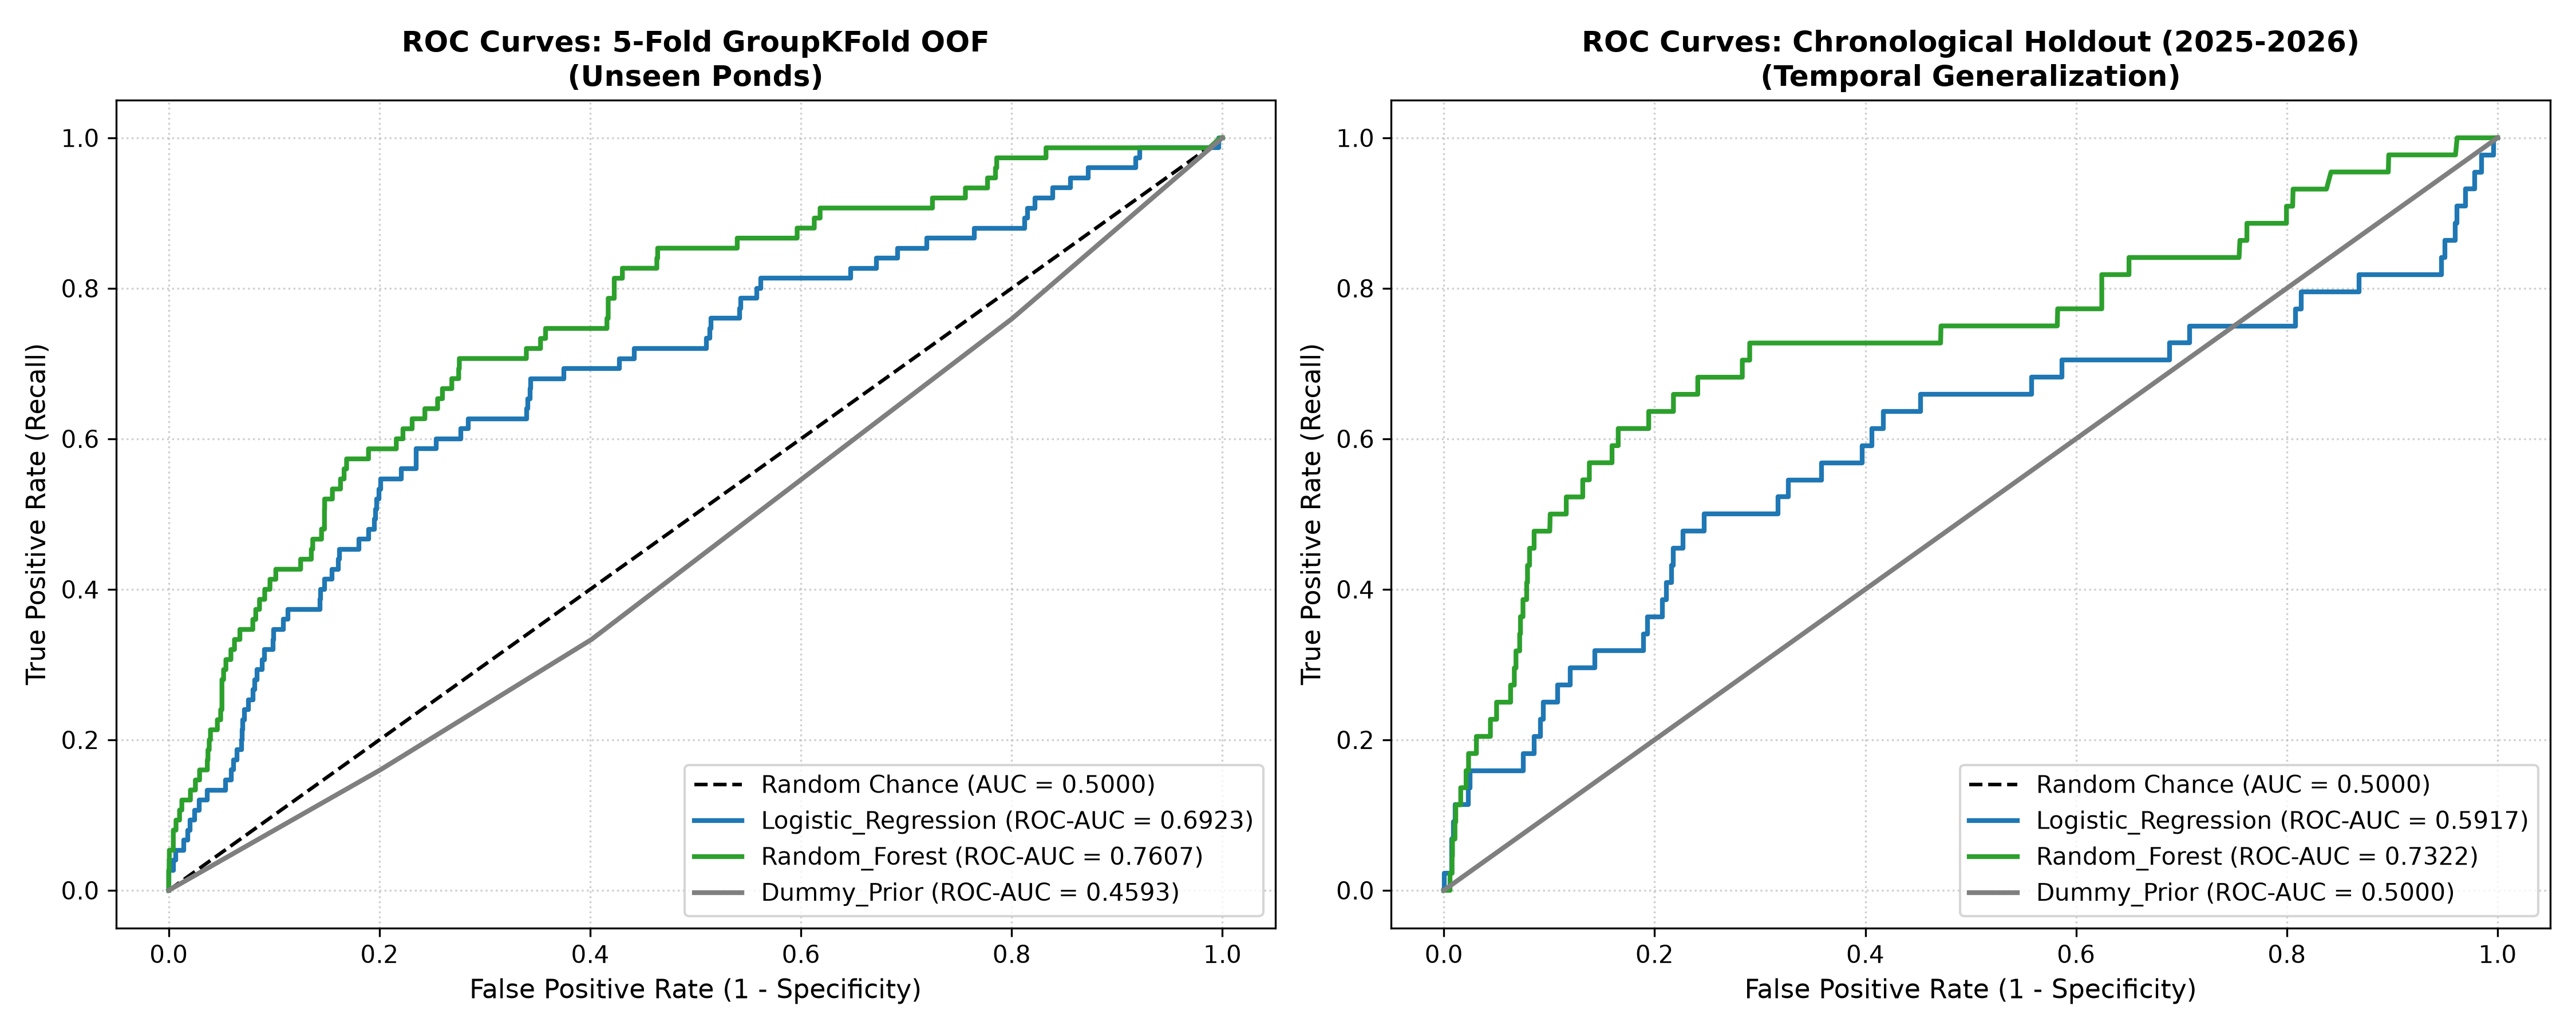 ROC Curves: 5-Fold GroupKFold OOF
(Unseen Ponds)
True Positive Rate (Recall)
1.0
0.8
0.6
0.4
0.2
0.0
Random Chance (AUC = 0.5000)
Logistic_Regression (ROC-AUC = 0.6923)
Random_Forest (ROC-AUC = 0.7607)
Dummy_Prior (ROC-AUC = 0.4593)
0.0 0.2 0.4 0.6 0.8 1.0
False Positive Rate (1 - Specificity)
ROC Curves: Chronological Holdout (2025-2026)
(Temporal Generalization)
True Positive Rate (Recall)
1.0
0.8
0.6
0.4
0.2
0.0
Random Chance (AUC = 0.5000)
Logistic_Regression (ROC-AUC = 0.5917)
Random_Forest (ROC-AUC = 0.7322)
Dummy_Prior (ROC-AUC = 0.5000)
0.0 0.2 0.4 0.6 0.8 1.0
False Positive Rate (1 - Specificity)